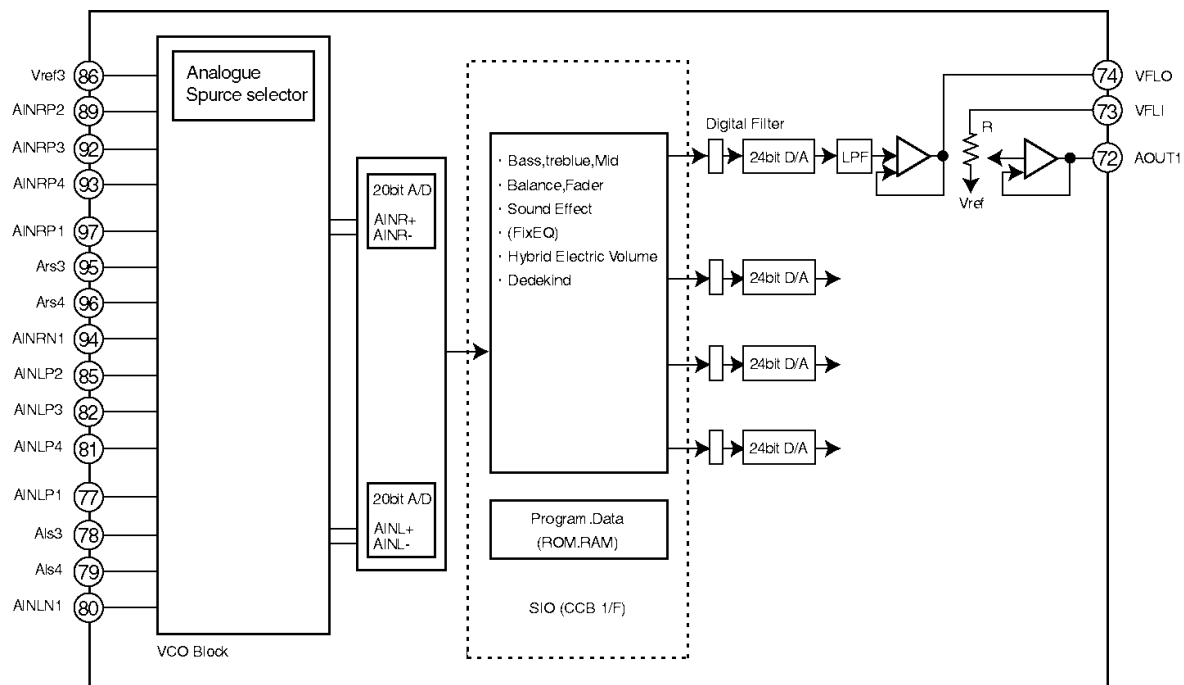 Vref3 86
AINRP2 89
AINRP3 92
AINRP4 93
AINRP1 97
Ars3 95
Ars4 96
AINRN1 94
AINLP2 85
AINLP3 82
AINLP4 81
AINLP1 77
Als3 78
Als4 79
AINLN1 80
Analogue
Spurce selector
VCO Block
20bit A/D
AINR+
AINR-
20bit A/D
AINL+
AINL-
· Bass,treblue,Mid
· Balance,Fader
· Sound Effect
· (FixEQ)
· Hybrid Electric Volume
· Dedekind
Program.Data
(ROM.RAM)
SIO (CCB 1/F)
Digital Filter
24bit D/A
LPF
24bit D/A
24bit D/A
24bit D/A
R
Vref
74 VFLO
73 VFLI
72 AOUT1